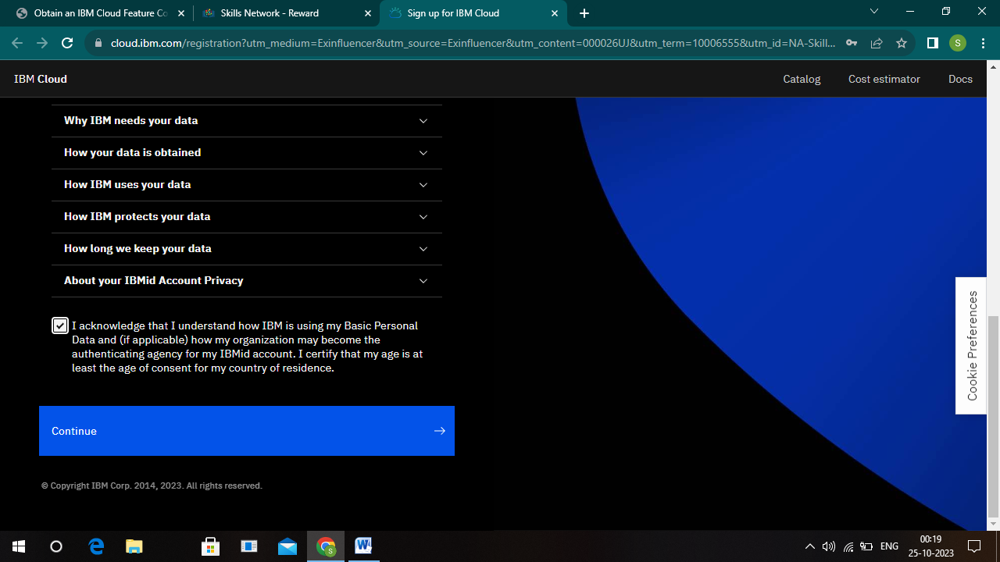 Obtain an IBM Cloud Feature Co
Skills Network - Reward
Sign up for IBM Cloud
cloud.ibm.com/registration?utm_medium=Exinfluencer&utm_source=Exinfluencer&utm_content=000026UJ&utm_term=10006555&utm_id=NA-Skill...
S
IBM Cloud
Catalog
Cost estimator
Docs
Why IBM needs your data
How your data is obtained
How IBM uses your data
How IBM protects your data
How long we keep your data
About your IBMid Account Privacy
I acknowledge that I understand how IBM is using my Basic Personal
Data and (if applicable) how my organization may become the
authenticating agency for my IBMid account. I certify that my age is at
least the age of consent for my country of residence.
Cookie Preferences
Continue
© Copyright IBM Corp. 2014, 2023. All rights reserved.
S
W
ENG
00:19
25-10-2023